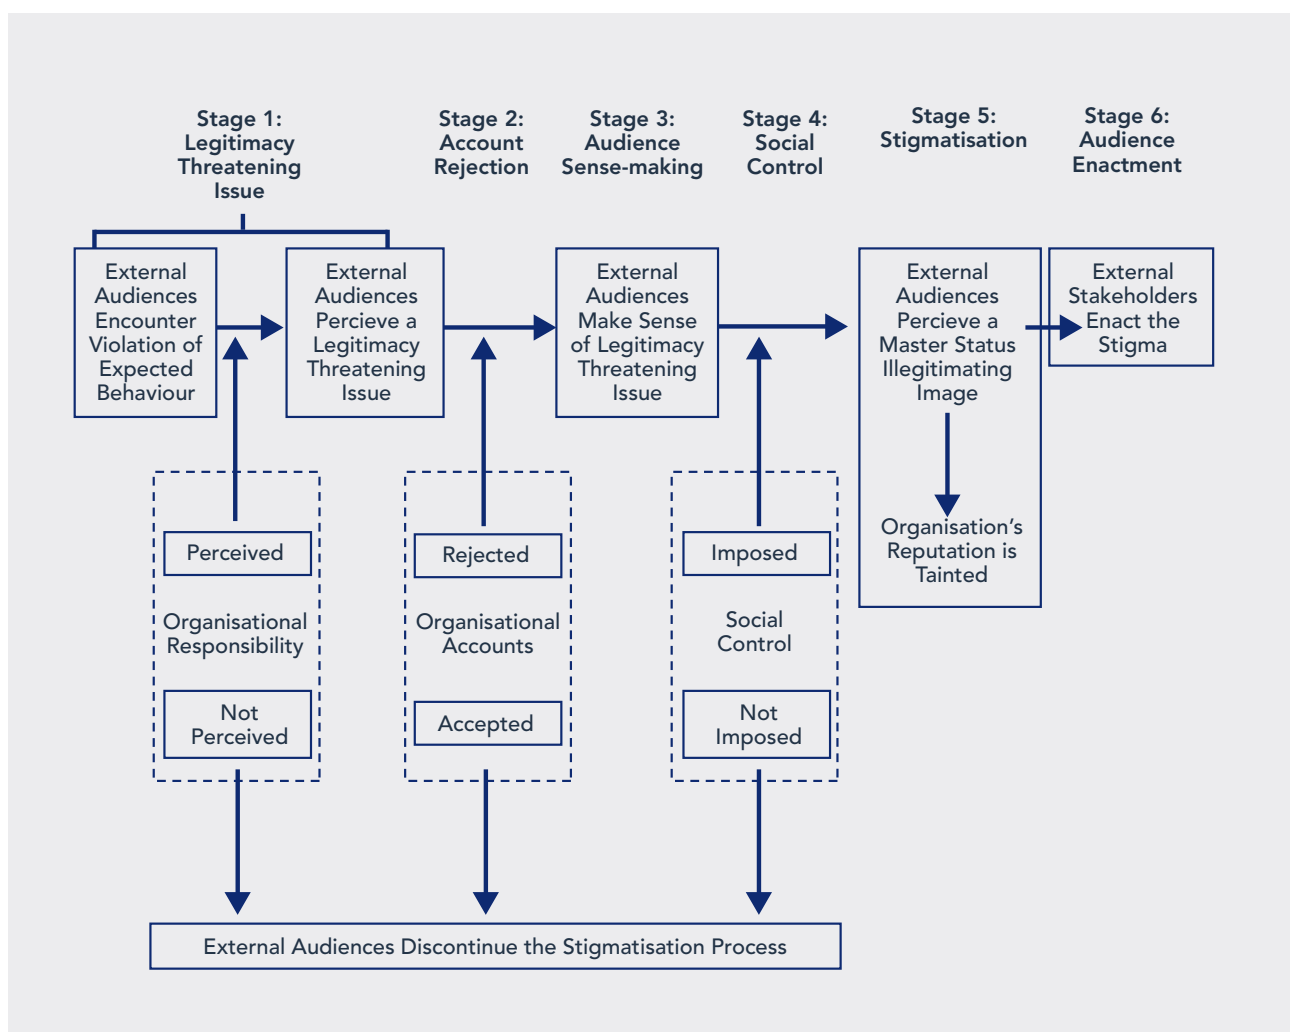 Stage 1:
Legitimacy
Threatening
Issue
Stage 2:
Account
Rejection
Stage 3:
Audience
Sense-making
Stage 4:
Social
Control
Stage 5:
Stigmatisation
Stage 6:
Audience
Enactment
External
Audiences
Encounter
Violation of
Expected
Behaviour
External
Audiences
Percieve a
Legitimacy
Threatening
Issue
External
Audiences
Make Sense
of Legitimacy
Threatening
Issue
External
Audiences
Percieve a
Master Status
Illegitimating
Image
Organisation‘s
Reputation is
Tainted
External
Stakeholders
Enact the
Stigma
Perceived
Organisational
Responsibility
Not
Perceived
Rejected
Organisational
Accounts
Accepted
Imposed
Social
Control
Not
Imposed
External Audiences Discontinue the Stigmatisation Process